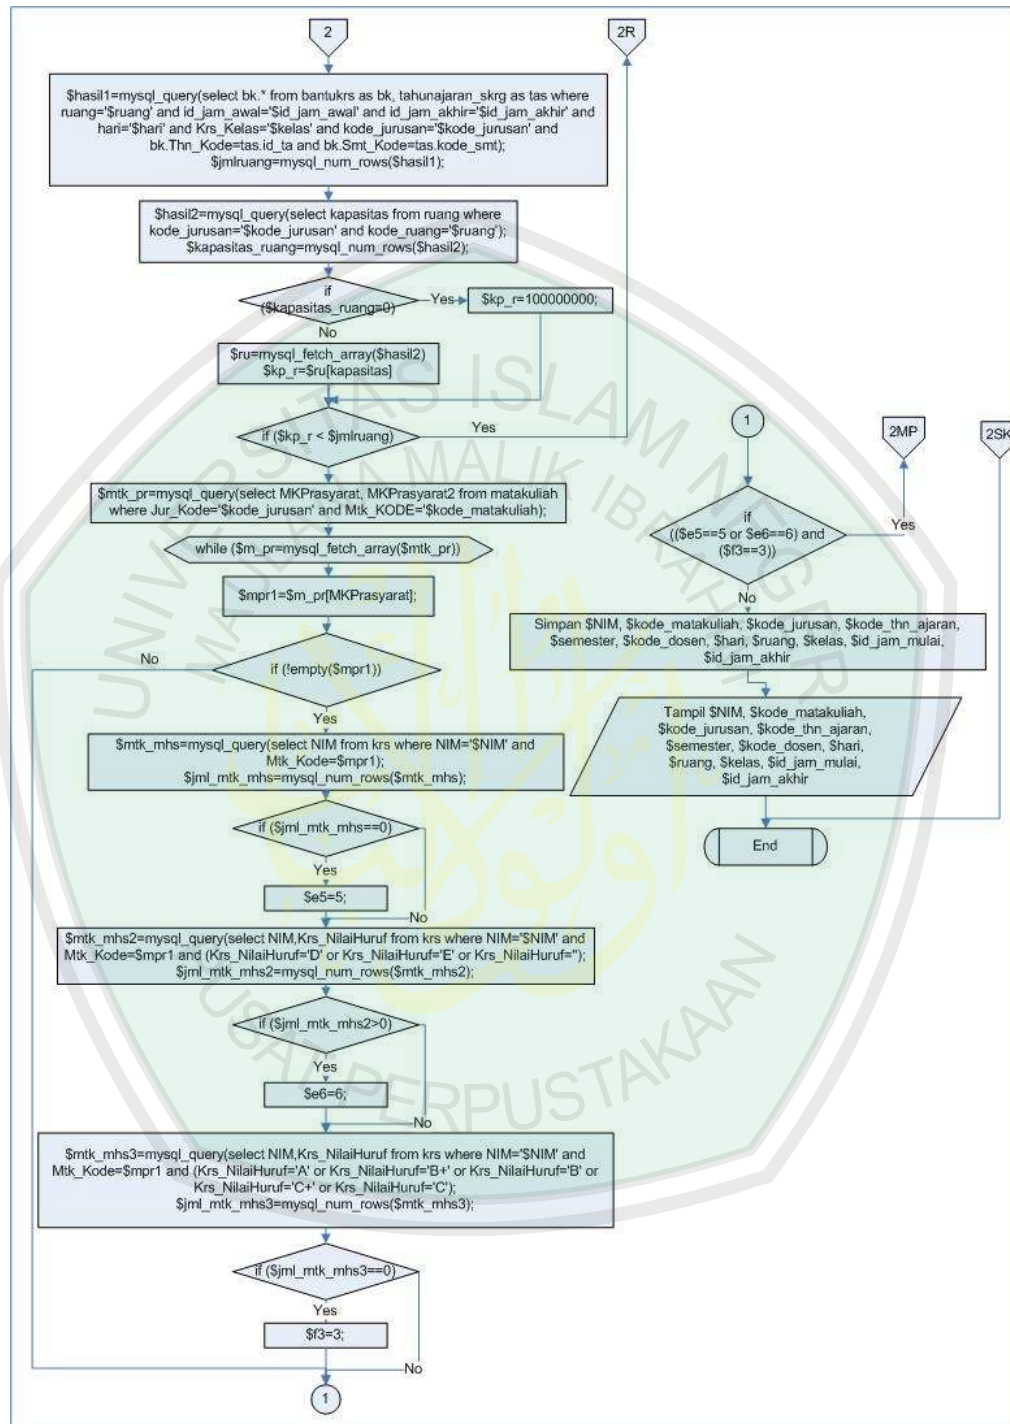 2
2R
$hasil1=mysql_query(select bk.* from bantukrs as bk, tahunajaran_skrg as tas where
ruang='$ruang' and id_jam_awal='$id_jam_awal' and id_jam_akhir='$id_jam_akhir' and
hari='$hari' and Krs_Kelas='$kelas' and kode_jurusan='$kode_jurusan' and
bk.Thn_Kode=tas.id_ta and bk.Smt_Kode=tas.kode_smt);
$jmlruang=mysql_num_rows($hasil1);
$hasil2=mysql_query(select kapasitas from ruang where
kode_jurusan='$kode_jurusan' and kode_ruang='$ruang');
$kapasitas_ruang=mysql_num_rows($hasil2);
if
($kapasitas_ruang=0)
Yes
$kp_r=100000000;
No
$ru=mysql_fetch_array($hasil2)
$kp_r=$ru[kapasitas]
if ($kp_r < $jmlruang)
Yes
$mtk_pr=mysql_query(select MKPrasyarat, MKPrasyarat2 from matakuliah
where Jur_Kode='$kode_jurusan' and Mtk_KODE='$kode_matakuliah);
while ($m_pr=mysql_fetch_array($mtk_pr))
$mpr1=$m_pr[MKPrasyarat];
No
if (!empty($mpr1))
Yes
$mtk_mhs=mysql_query(select NIM from krs where NIM='$NIM' and
Mtk_Kode=$mpr1);
$jml_mtk_mhs=mysql_num_rows($mtk_mhs);
if ($jml_mtk_mhs==0)
Yes
$e5=5;
No
$mtk_mhs2=mysql_query(select NIM,Krs_NilaiHuruf from krs where NIM='$NIM' and
Mtk_Kode=$mpr1 and (Krs_NilaiHuruf='D' or Krs_NilaiHuruf='E' or Krs_NilaiHuruf='');
$jml_mtk_mhs2=mysql_num_rows($mtk_mhs2);
if ($jml_mtk_mhs2>0)
Yes
$e6=6;
No
$mtk_mhs3=mysql_query(select NIM,Krs_NilaiHuruf from krs where NIM='$NIM' and
Mtk_Kode=$mpr1 and (Krs_NilaiHuruf='A' or Krs_NilaiHuruf='B+' or Krs_NilaiHuruf='B' or
Krs_NilaiHuruf='C+' or Krs_NilaiHuruf='C');
$jml_mtk_mhs3=mysql_num_rows($mtk_mhs3);
if ($jml_mtk_mhs3==0)
Yes
$f3=3;
No
1
1
2MP
2SK
if
(($e5==5 or $e6==6) and
($f3==3))
Yes
No
Simpan $NIM, $kode_matakuliah, $kode_jurusan, $kode_thn_ajaran,
$semester, $kode_dosen, $hari, $ruang, $kelas, $id_jam_mulai,
$id_jam_akhir
Tampil $NIM, $kode_matakuliah,
$kode_jurusan, $kode_thn_ajaran,
$semester, $kode_dosen, $hari,
$ruang, $kelas, $id_jam_mulai,
$id_jam_akhir
End
UNIVERSITAS ISLAM NEGERI
MAULANA MALIK IBRAHIM
PUSAT PERPUSTAKAAN